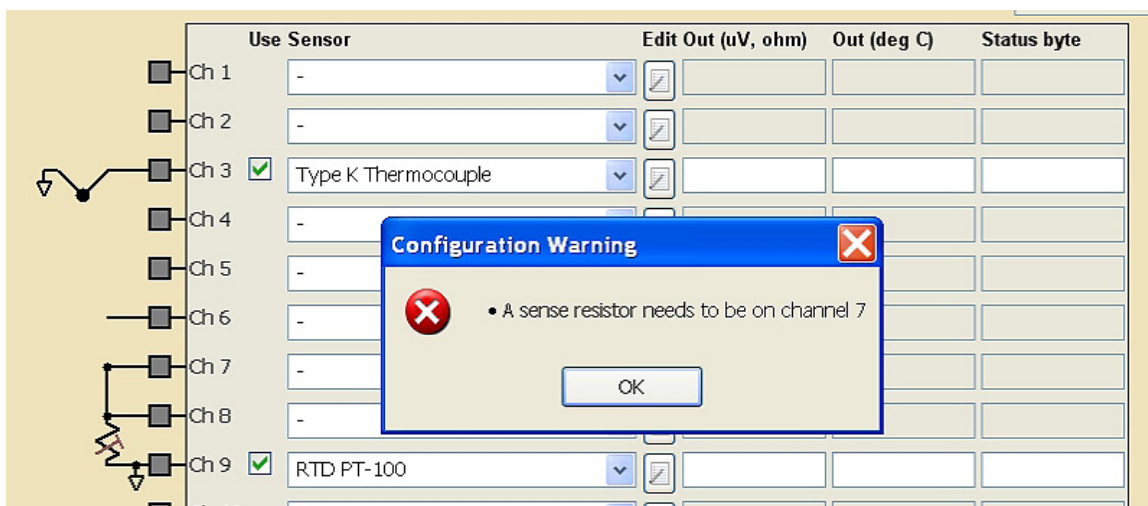 Use Sensor Edit Out (uV, ohm) Out (deg C) Status byte
Ch 1 -
Ch 2 -
Ch 3 Type K Thermocouple
Ch 4 -
Configuration Warning
Ch 5 -
• A sense resistor needs to be on channel 7
Ch 6 -
Ch 7 -
OK
Ch 8 -
Ch 9 RTD PT-100